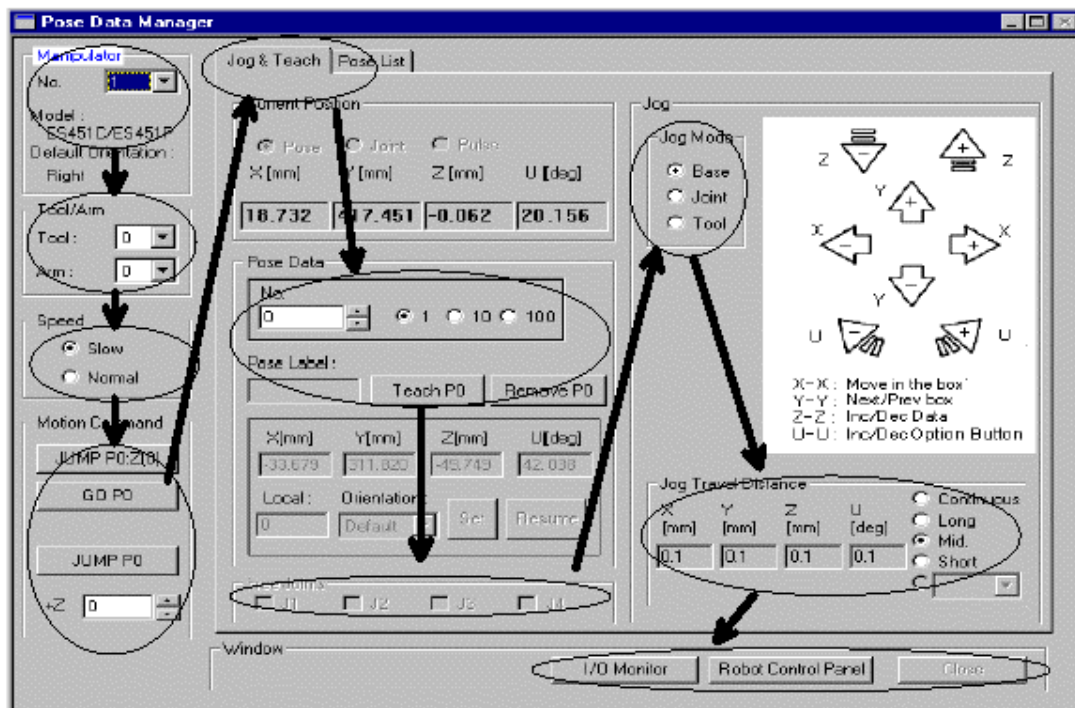 Pose Data Manager
Manipulator
No. 1
Model :
ES451C/ES451P
Default Orientation :
Right
Tool/Arm
Tool : 0
Arm : 0
Speed
Slow
Normal
Motion Command
JUMP P0:Z[0]
GO P0
JUMP P0
+Z 0
Jog & Teach Pose List
Current Position
Pose Joint Pulse
X [mm] Y [mm] Z [mm] U [deg]
18.732 417.451 -0.062 20.156
Pose Data
No.
0 1 10 100
Pose Label :
Teach P0 Remove P0
X[mm] Y[mm] Z[mm] U[deg]
-33.679 311.820 -45.749 42.038
Local : Orientation :
0 Default Set Resume
Free Joints
J1 J2 J3 J4
Jog
Jog Mode
Base
Joint
Tool
Z - + Z
Y
+
X - + X
-
Y
U - + U
X-X : Move in the box'
Y-Y : Next/Prev box
Z-Z : Inc/Dec Data
U-U : Inc/Dec Option Button
Jog Travel Distance
X Y Z U
[mm] [mm] [mm] [deg]
0.1 0.1 0.1 0.1
Continuous
Long
Mid.
Short
Window
I/O Monitor Robot Control Panel Close